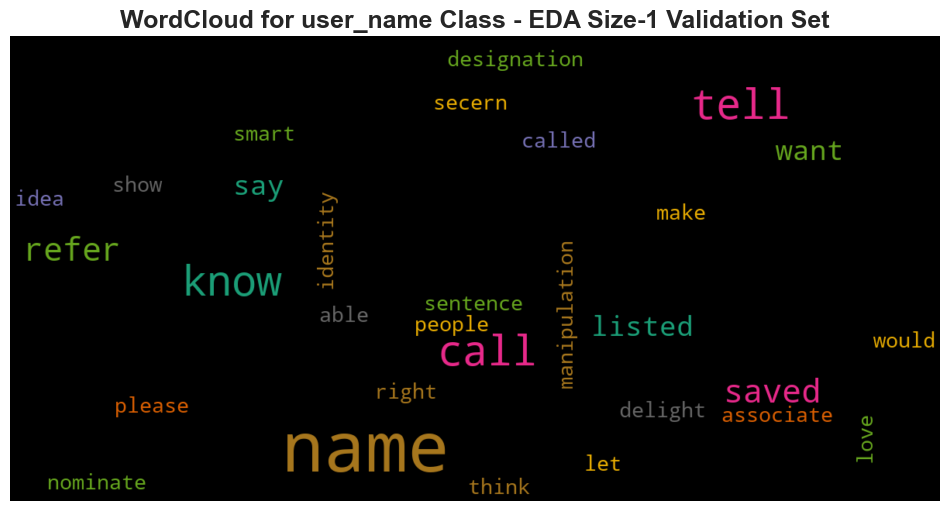 WordCloud for user_name Class - EDA Size-1 Validation Set
designation
secern
tell
smart
called
want
show
say
idea
identity
make
refer
know
manipulation
able
sentence
people
listed
would
call
right
saved
please
delight
associate
love
name
let
nominate
think